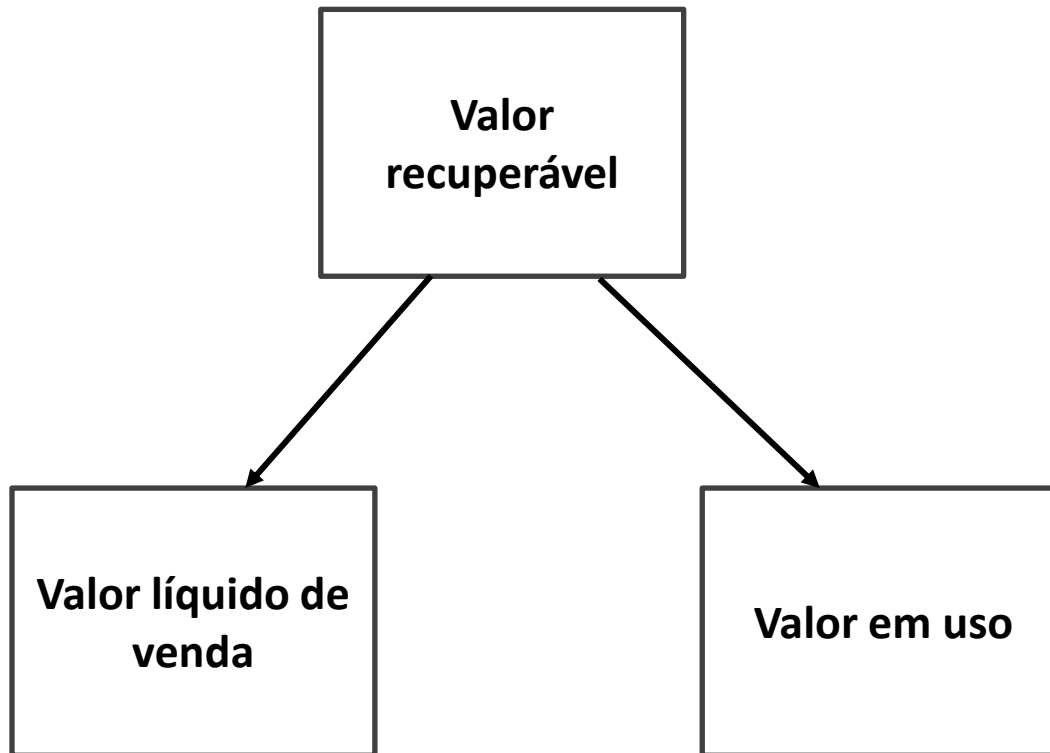 Valor
recuperável
Valor líquido de
venda
Valor em uso